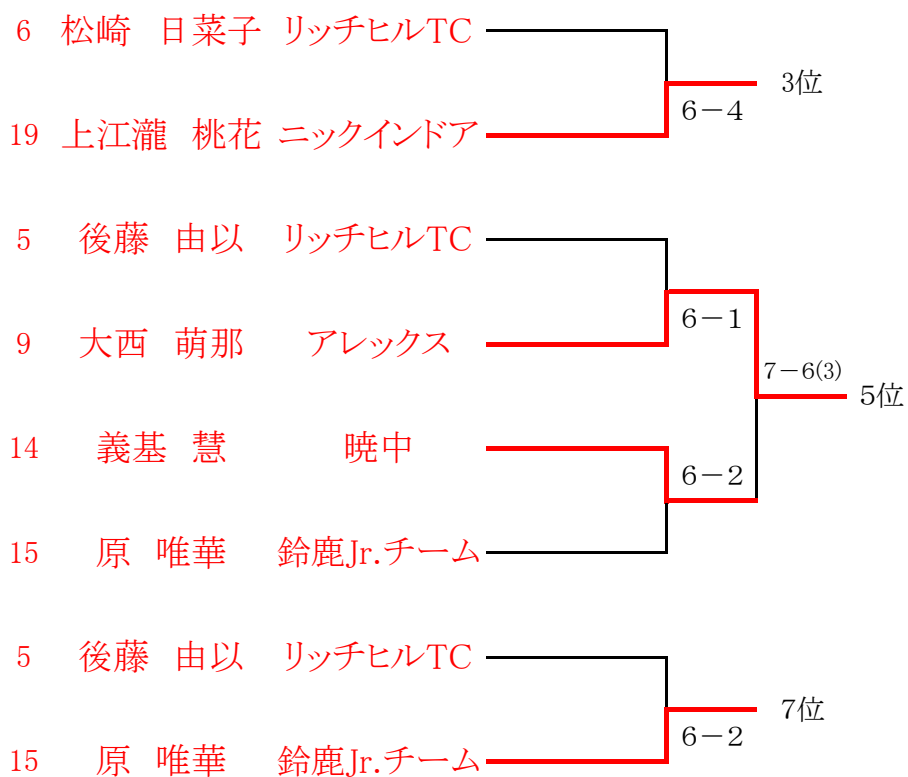 6 松崎 日菜子 リッチヒルTC
3位
6－4
19 上江瀧 桃花 ニックインドア
5 後藤 由以 リッチヒルTC
6－1
9 大西 萌那 アレックス
7－6(3)
5位
14 義基 慧 暁中
6－2
15 原 唯華 鈴鹿Jr.チーム
5 後藤 由以 リッチヒルTC
7位
6－2
15 原 唯華 鈴鹿Jr.チーム